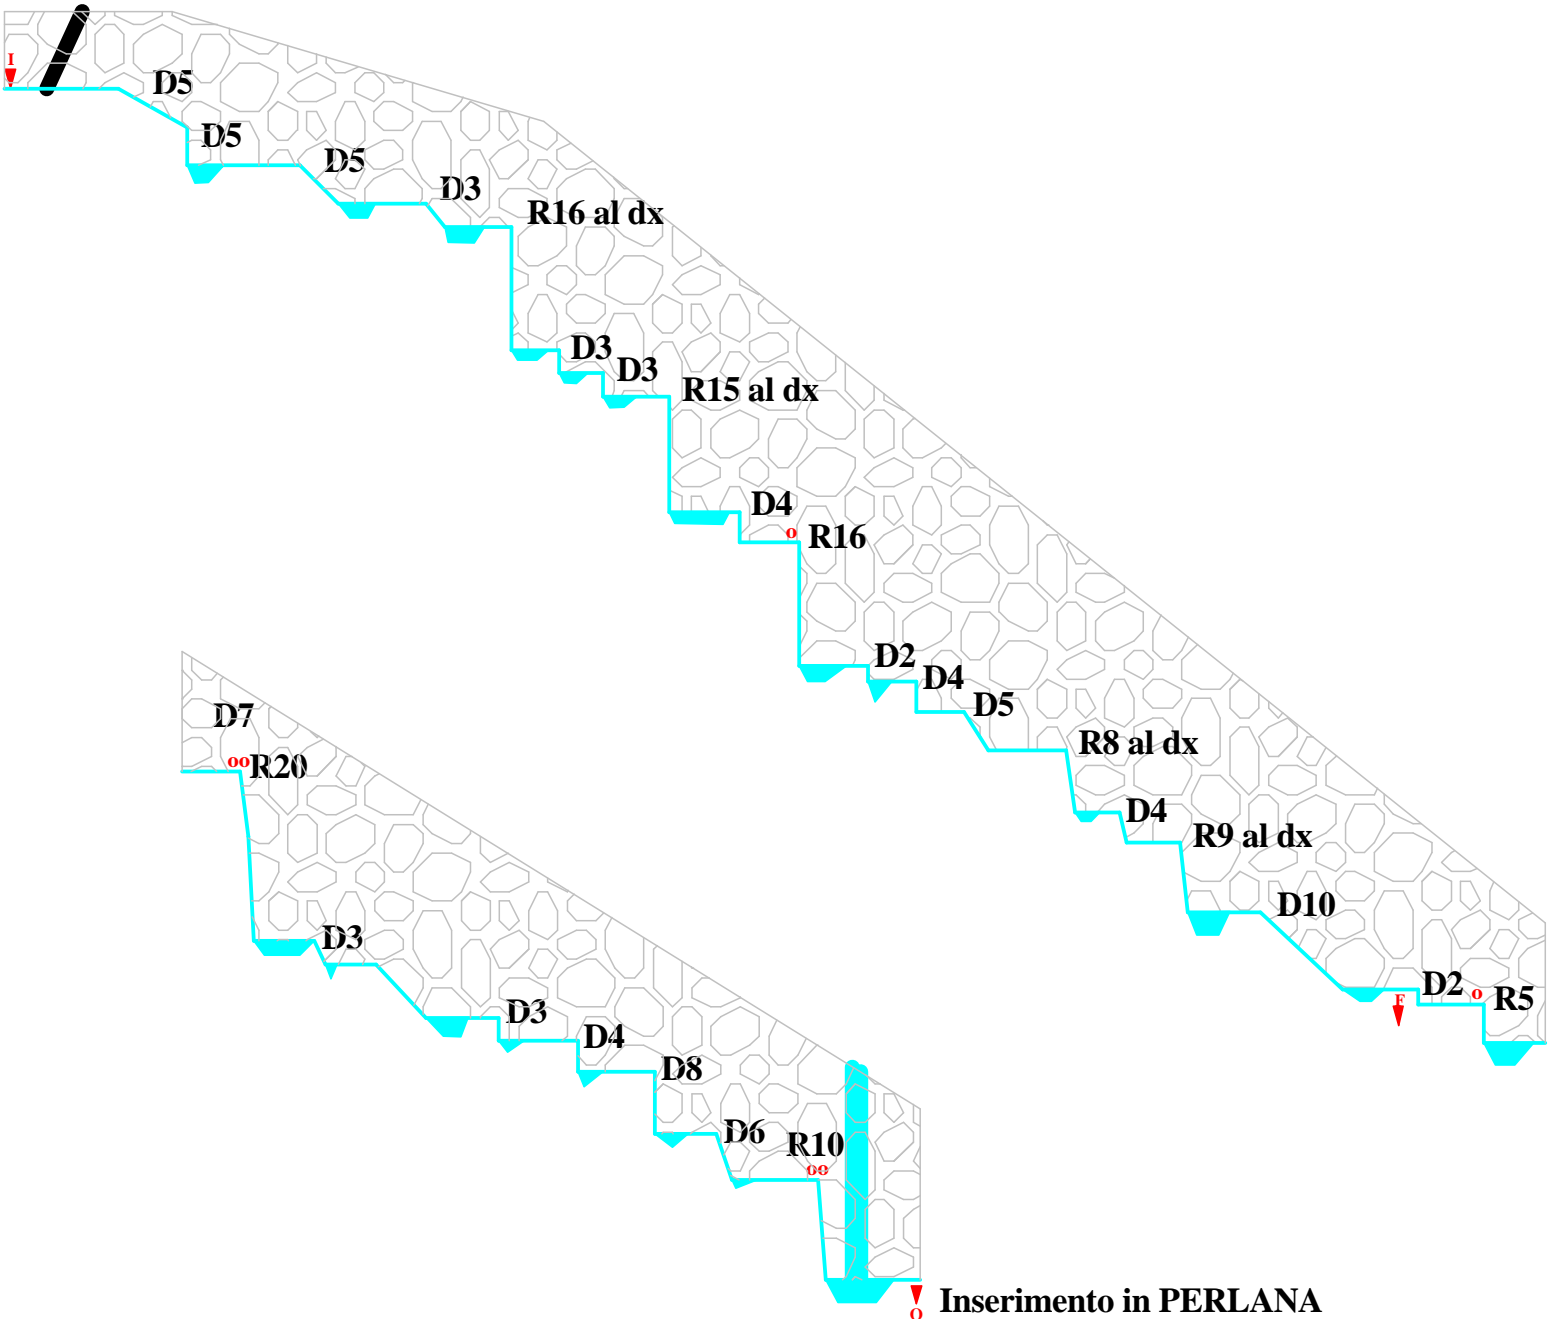 I
D5
D5
D5
D3
R16 al dx
D3
D3
R15 al dx
D4
o
R16
D2
D4
D5
R8 al dx
D4
R9 al dx
D10
F
D2
o
R5
D7
oo
R20
D3
D3
D4
D8
D6
R10
oo
O
Inserimento in PERLANA